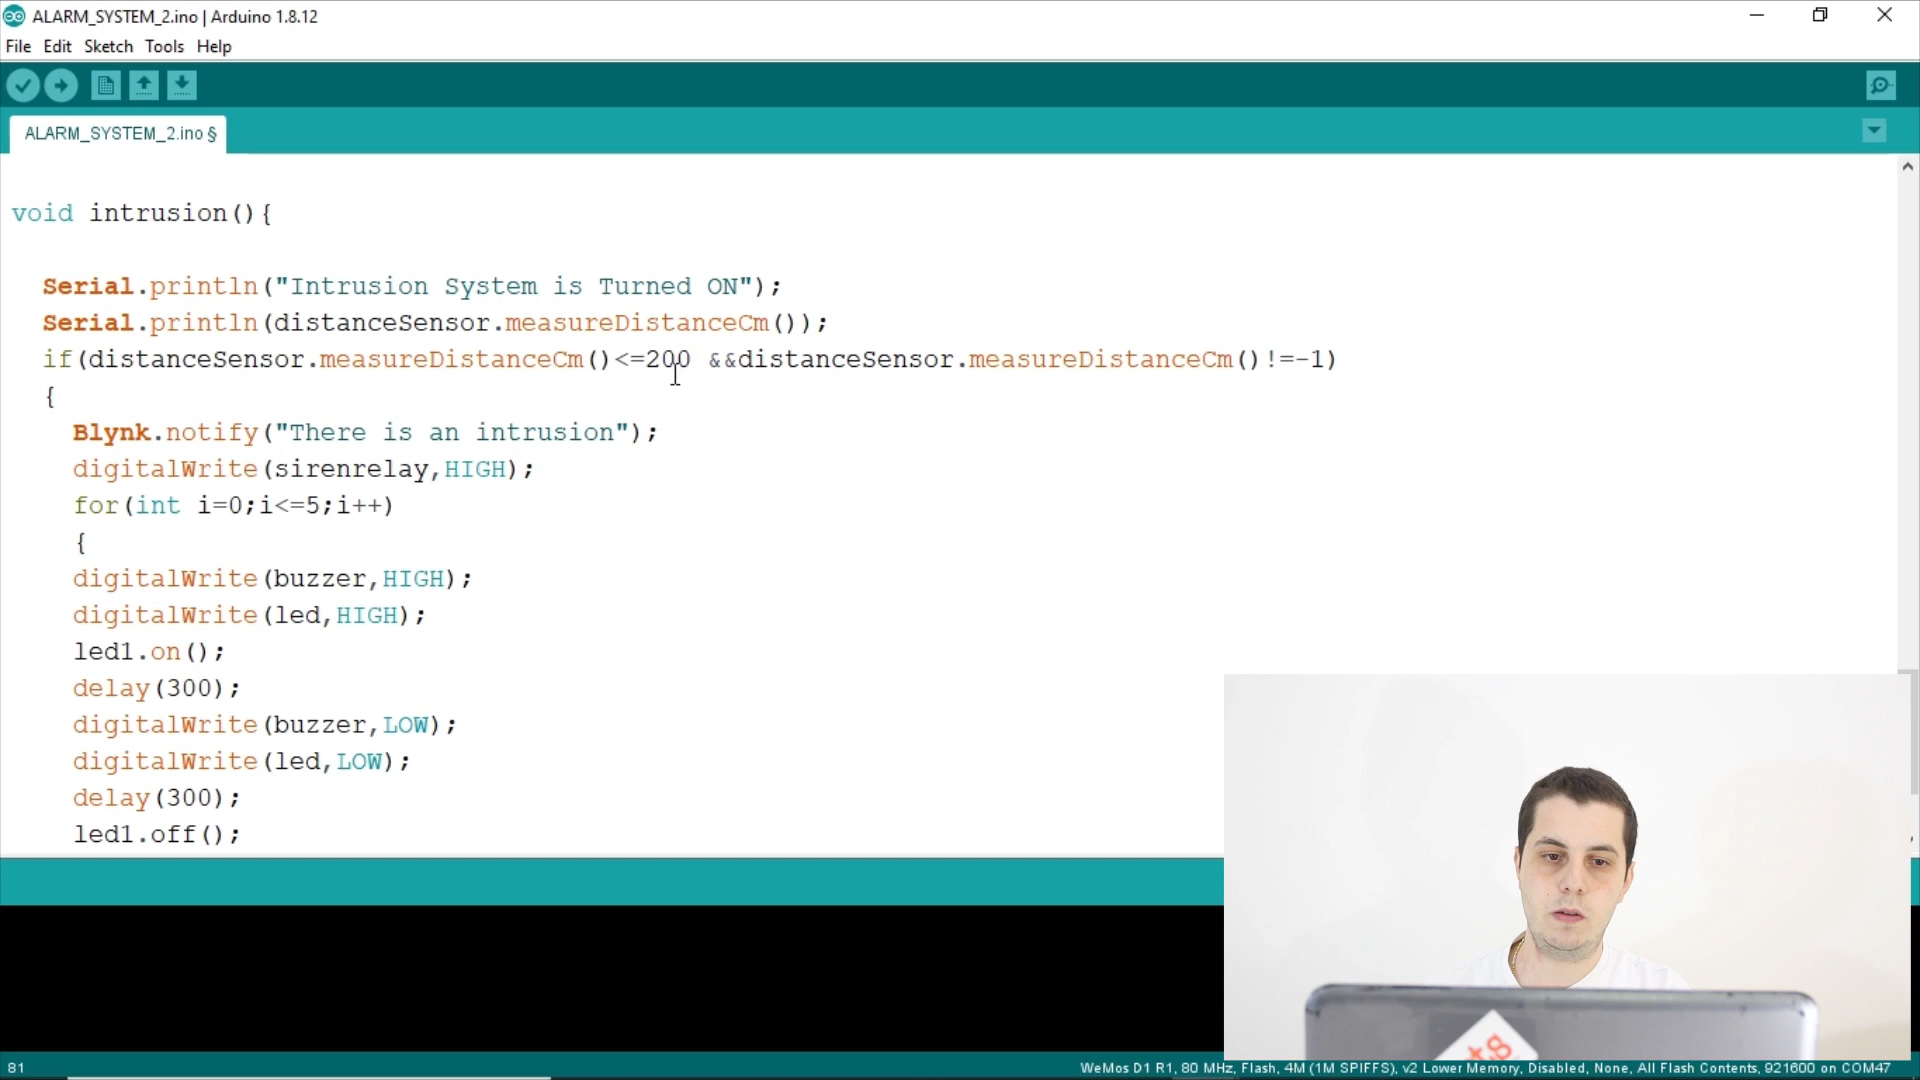 ALARM_SYSTEM_2.ino | Arduino 1.8.12
File Edit Sketch Tools Help
ALARM_SYSTEM_2.ino §
void intrusion(){
Serial.println("Intrusion System is Turned ON");
Serial.println(distanceSensor.measureDistanceCm());
if(distanceSensor.measureDistanceCm()<=200 &&distanceSensor.measureDistanceCm()!=-1)
{
Blynk.notify("There is an intrusion");
digitalWrite(sirenrelay,HIGH);
for(int i=0;i<=5;i++)
{
digitalWrite(buzzer,HIGH);
digitalWrite(led,HIGH);
led1.on();
delay(300);
digitalWrite(buzzer,LOW);
digitalWrite(led,LOW);
delay(300);
led1.off();
81
WeMos D1 R1, 80 MHz, Flash, 4M (1M SPIFFS), v2 Lower Memory, Disabled, None, All Flash Contents, 921600 on COM47